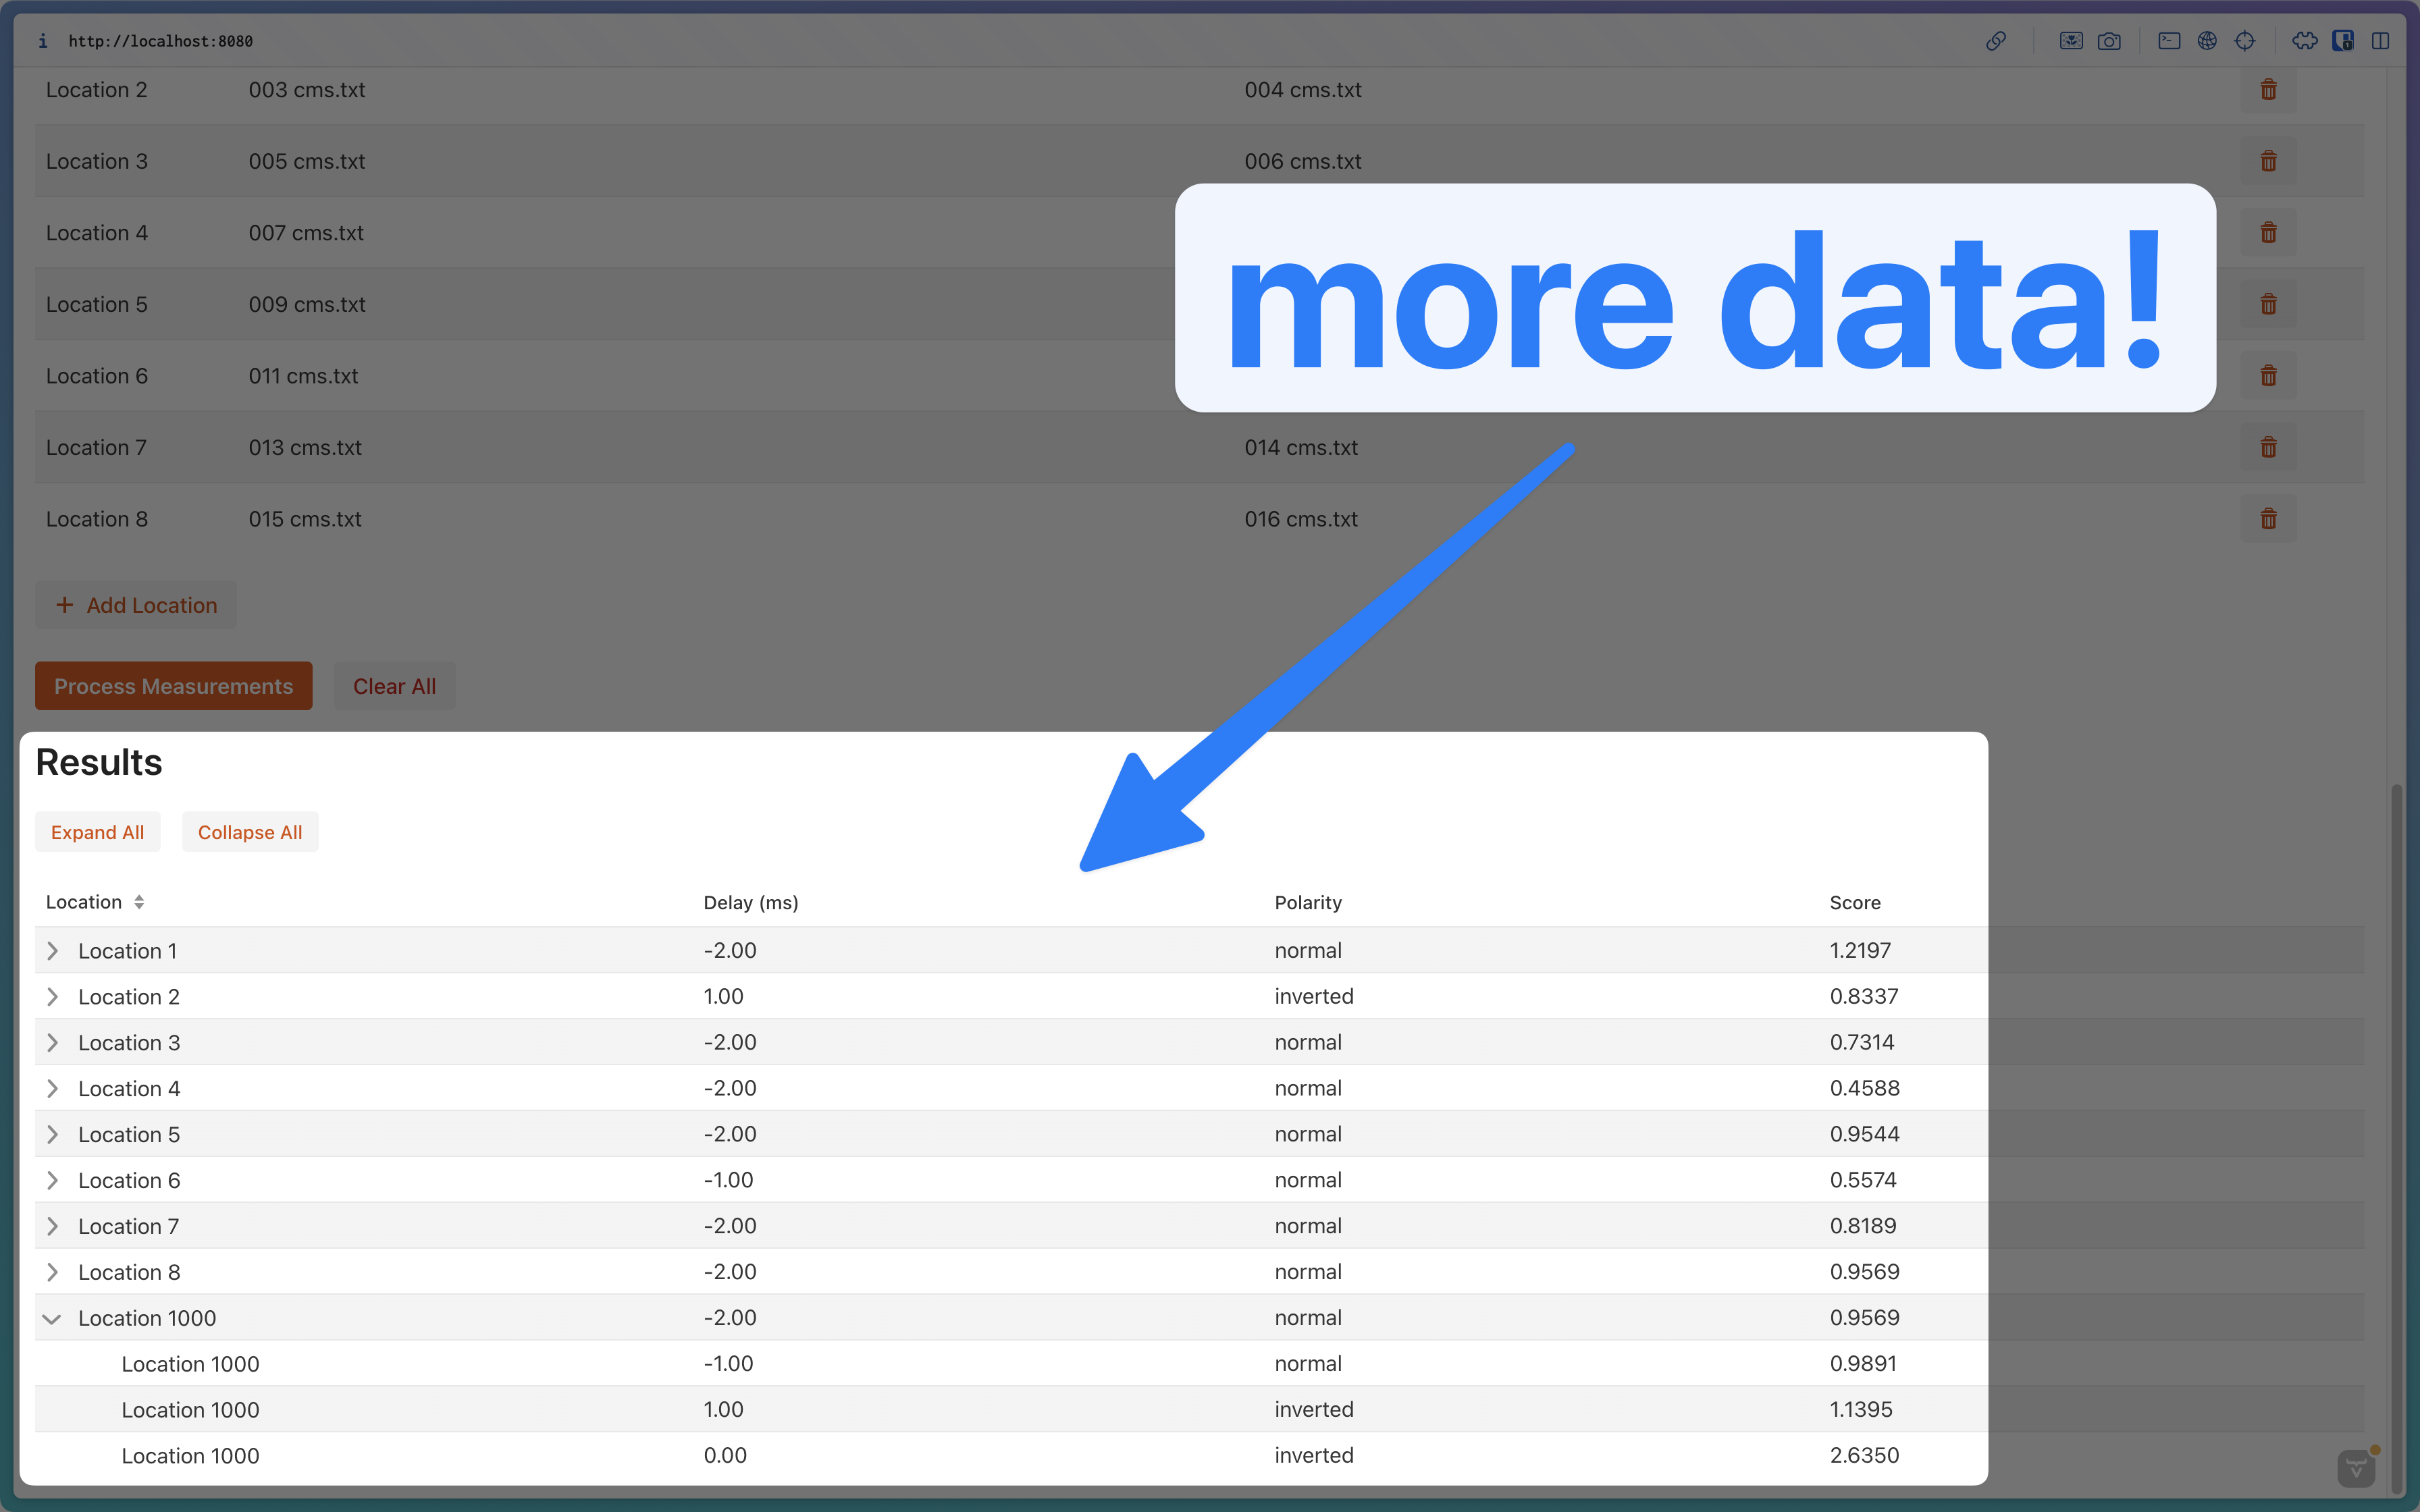 http://localhost:8080
Location 2 003 cms.txt 004 cms.txt
Location 3 005 cms.txt 006 cms.txt
Location 4 007 cms.txt
Location 5 009 cms.txt
Location 6 011 cms.txt
Location 7 013 cms.txt 014 cms.txt
Location 8 015 cms.txt 016 cms.txt
more data!
+ Add Location
Process Measurements Clear All
Results
Expand All Collapse All
Location Delay (ms) Polarity Score
Location 1 -2.00 normal 1.2197
Location 2 1.00 inverted 0.8337
Location 3 -2.00 normal 0.7314
Location 4 -2.00 normal 0.4588
Location 5 -2.00 normal 0.9544
Location 6 -1.00 normal 0.5574
Location 7 -2.00 normal 0.8189
Location 8 -2.00 normal 0.9569
Location 1000 -2.00 normal 0.9569
Location 1000 -1.00 normal 0.9891
Location 1000 1.00 inverted 1.1395
Location 1000 0.00 inverted 2.6350